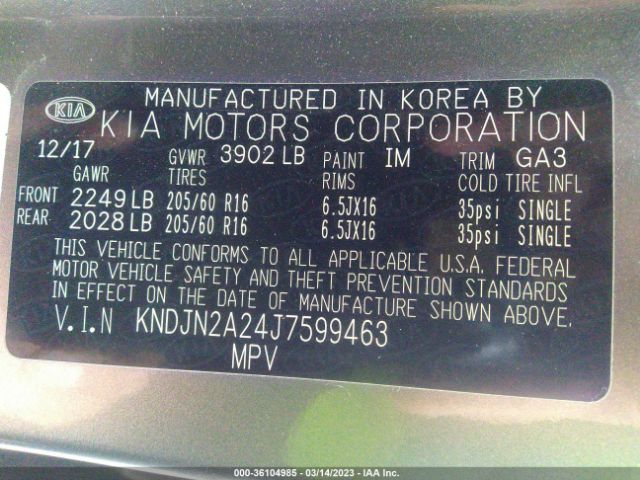 KIA
MANUFACTURED IN KOREA BY
KIA MOTORS CORPORATION
12/17 GVWR 3902 LB PAINT IM TRIM GA3
GAWR TIRES RIMS COLD TIRE INFL
FRONT 2249 LB 205/60 R16 6.5JX16 35psi SINGLE
REAR 2028 LB 205/60 R16 6.5JX16 35psi SINGLE
THIS VEHICLE CONFORMS TO ALL APPLICABLE U.S.A. FEDERAL
MOTOR VEHICLE SAFETY AND THEFT PREVENTION STANDARDS
IN EFFECT ON THE DATE OF MANUFACTURE SHOWN ABOVE.
V.I.N KNDJN2A24J7599463
MPV
000-36104985 - 03/14/2023 - IAA Inc.